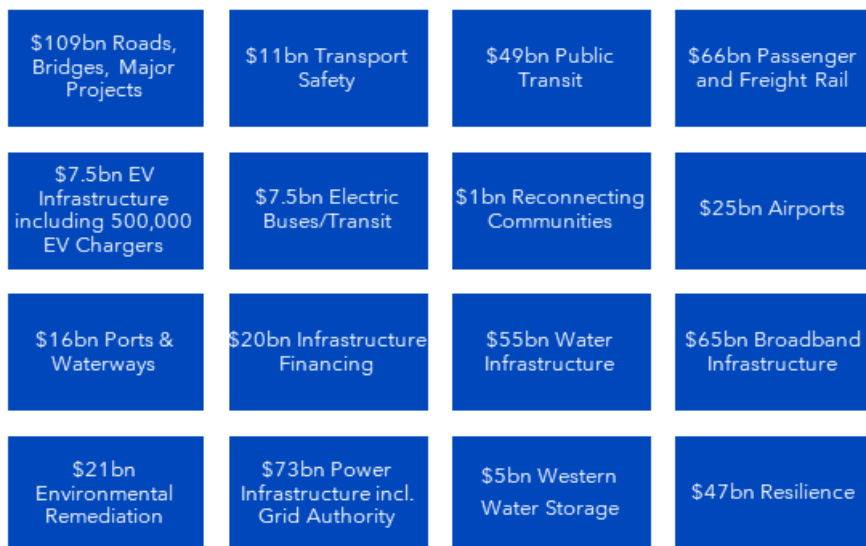 $109bn Roads,
Bridges, Major
Projects
$11bn Transport
Safety
$49bn Public
Transit
$66bn Passenger
and Freight Rail
$7.5bn EV
Infrastructure
including 500,000
EV Chargers
$7.5bn Electric
Buses/Transit
$1bn Reconnecting
Communities
$25bn Airports
$16bn Ports &
Waterways
$20bn Infrastructure
Financing
$55bn Water
Infrastructure
$65bn Broadband
Infrastructure
$21bn
Environmental
Remediation
$73bn Power
Infrastructure incl.
Grid Authority
$5bn Western
Water Storage
$47bn Resilience